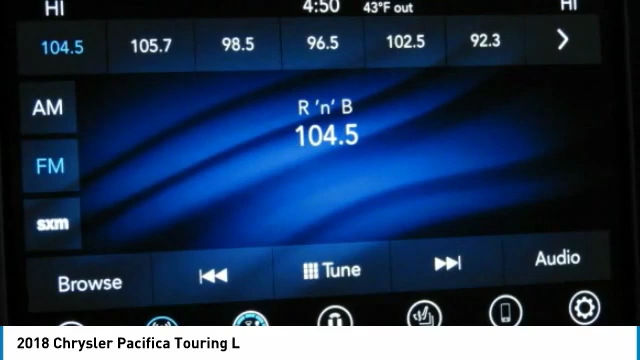 HI 4:50 43°F out HI
104.5 105.7 98.5 96.5 102.5 92.3
AM
R 'n' B
104.5
FM
sxm
Browse Tune Audio
2018 Chrysler Pacifica Touring L